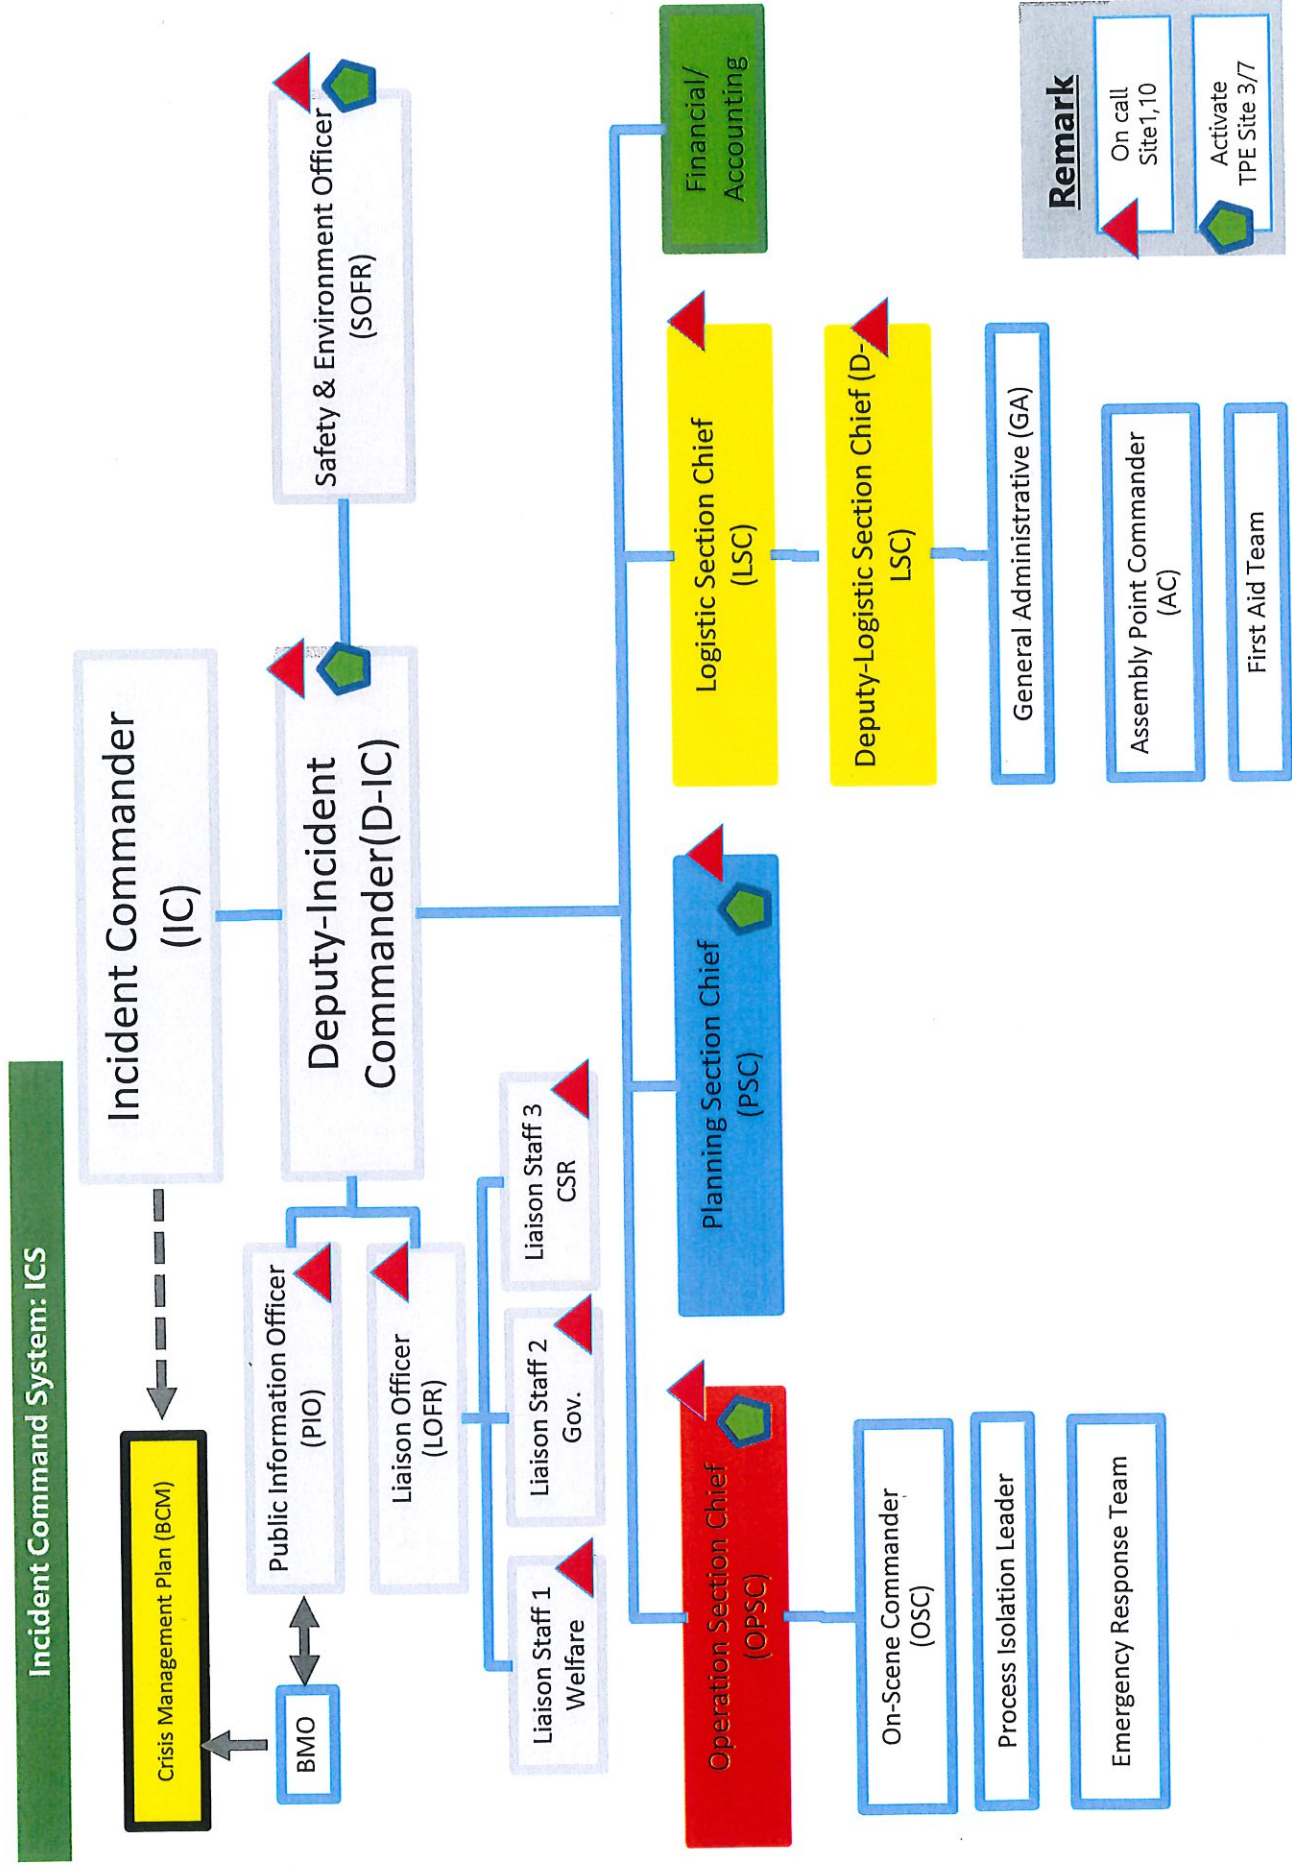 Incident Command System: ICS
Crisis Management Plan (BCM)
Incident Commander
(IC)
BMO
Public Information Officer
(PIO)
Deputy-Incident
Commander(D-IC)
Safety & Environment Officer
(SOFR)
Liaison Officer
(LOFR)
Liaison Staff 1
Welfare
Liaison Staff 2
Gov.
Liaison Staff 3
CSR
Operation Section Chief
(OPSC)
Planning Section Chief
(PSC)
Logistic Section Chief
(LSC)
Financial/
Accounting
On-Scene Commander
(OSC)
Process Isolation Leader
Emergency Response Team
Deputy-Logistic Section Chief (D-
LSC)
General Administrative (GA)
Assembly Point Commander
(AC)
First Aid Team
Remark
On call
Site1,10
Activate
TPE Site 3/7